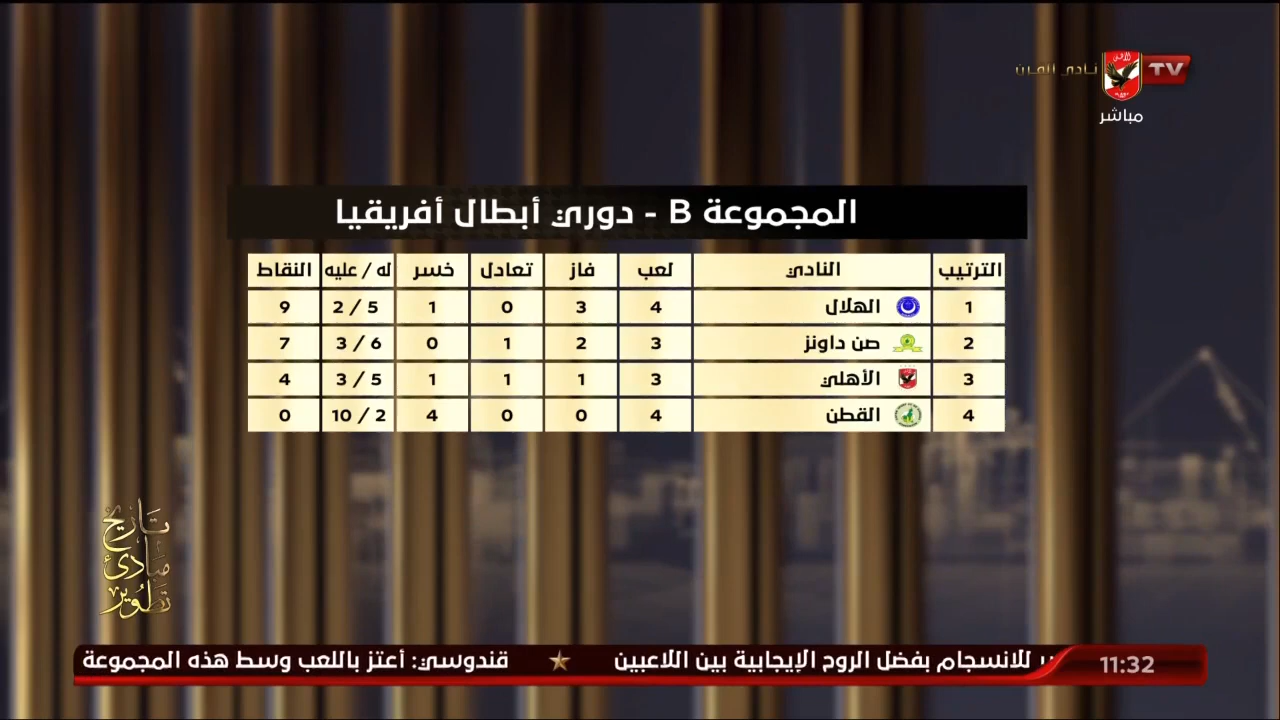 نادي القرن TV
مباشر
المجموعة B - دوري أبطال أفريقيا
الترتيب النادي لعب فاز تعادل خسر له / عليه النقاط
1 الهلال 4 3 0 1 5 / 2 9
2 صن داونز 3 2 1 0 6 / 3 7
3 الأهلي 3 1 1 1 5 / 3 4
4 القطن 4 0 0 4 2 / 10 0
تاريخ
مبادئ
تطوير
11:32 للانسجام بفضل الروح الإيجابية بين اللاعبين قندوسي: أعتز باللعب وسط هذه المجموعة